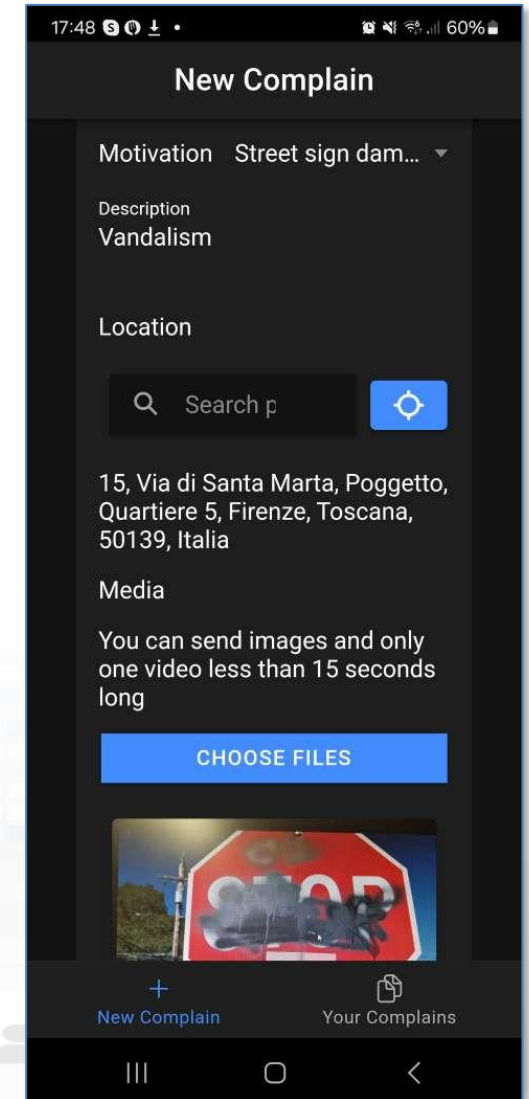 17:48
60%
New Complain
Motivation Street sign dam...
Description
Vandalism
Location
Search p
15, Via di Santa Marta, Poggetto,
Quartiere 5, Firenze, Toscana,
50139, Italia
Media
You can send images and only
one video less than 15 seconds
long
CHOOSE FILES
STOP
New Complain
Your Complains